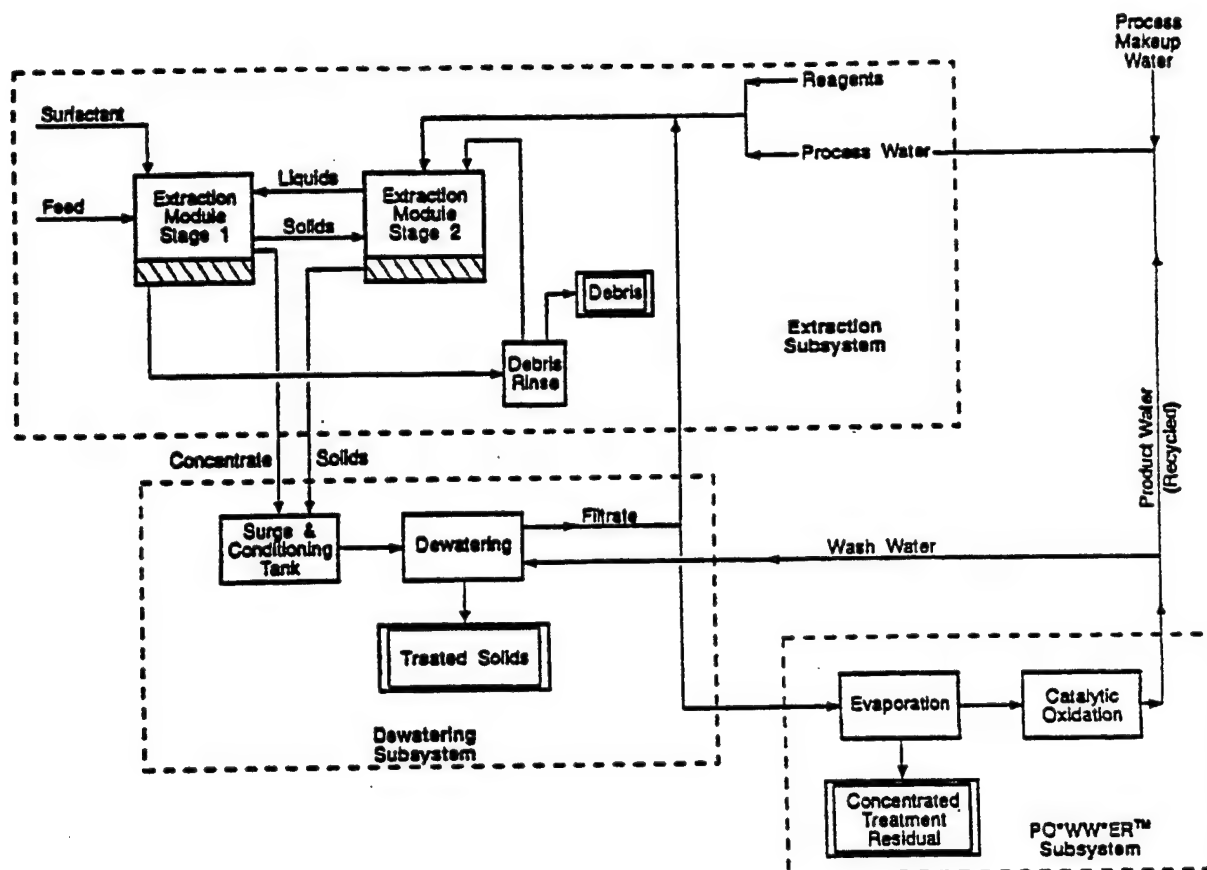 Process
Makeup
Water
Reagents
Surfactant
Process Water
Liquids
Extraction
Module
Stage 1
Extraction
Module
Stage 2
Feed
Solids
Debris
Extraction
Subsystem
Debris
Rinse
Product Water
(Recycled)
Concentrate
Solids
Filtrate
Surge &
Conditioning
Tank
Dewatering
Wash Water
Treated Solids
Evaporation
Catalytic
Oxidation
Dewatering
Subsystem
Concentrated
Treatment
Residual
PO*WW*ER™
Subsystem